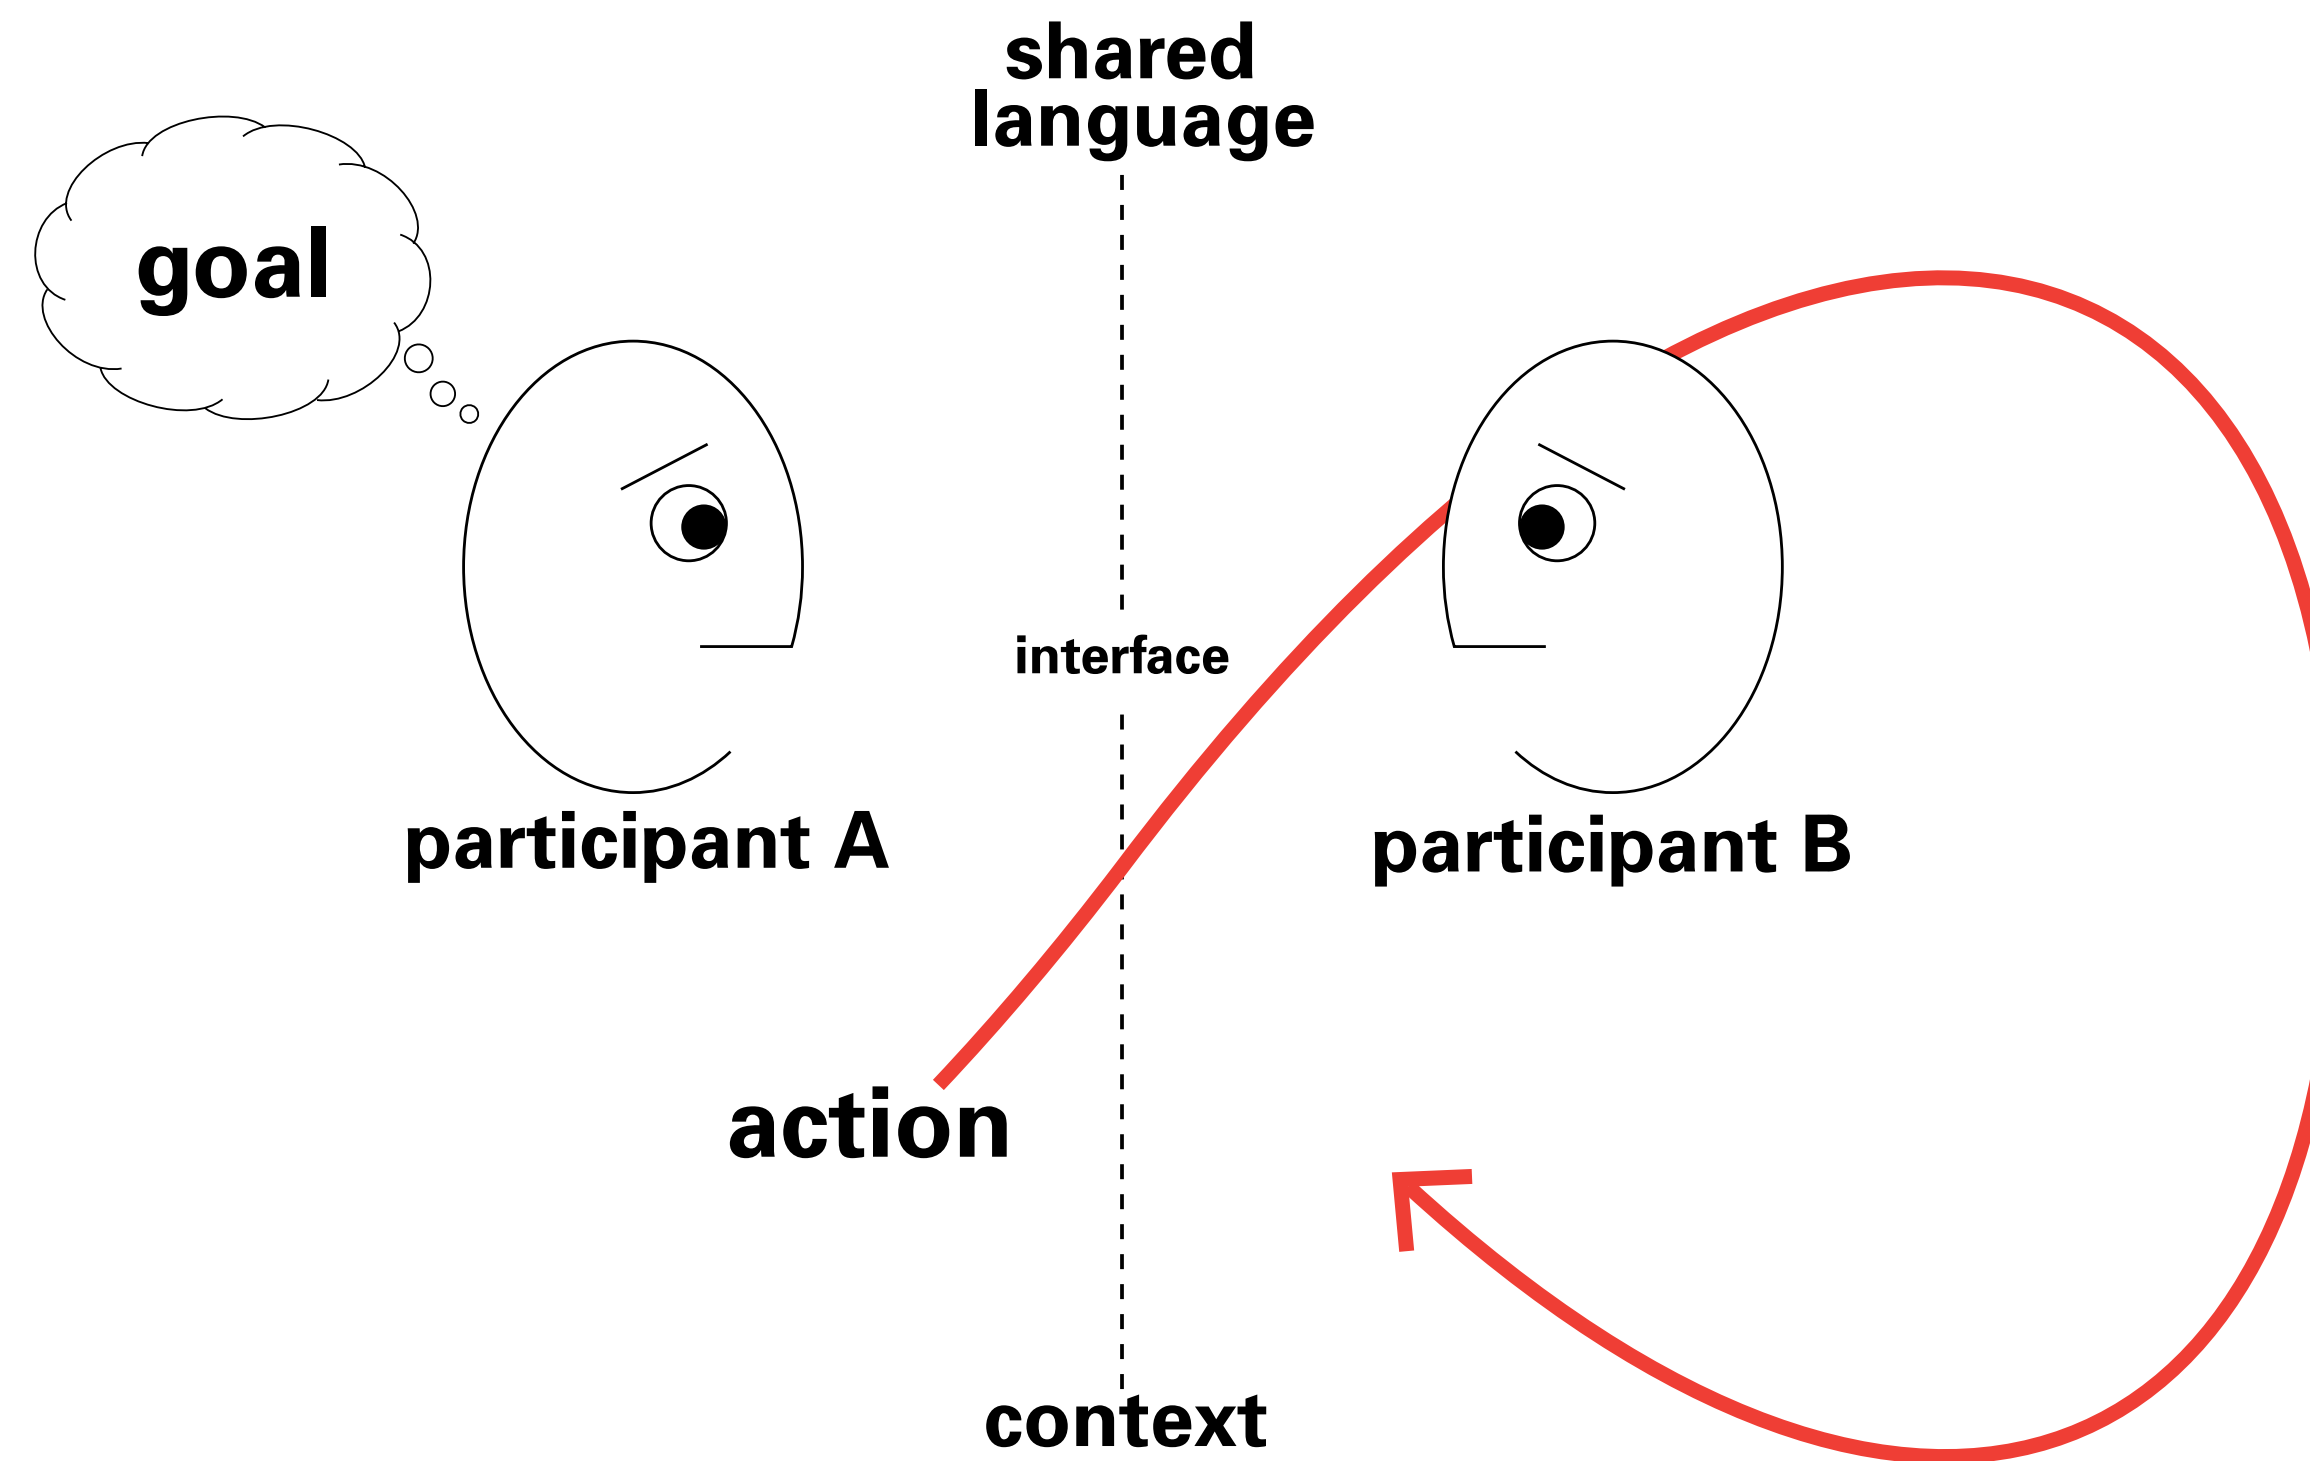 shared
language
goal
interface
participant A
participant B
action
context